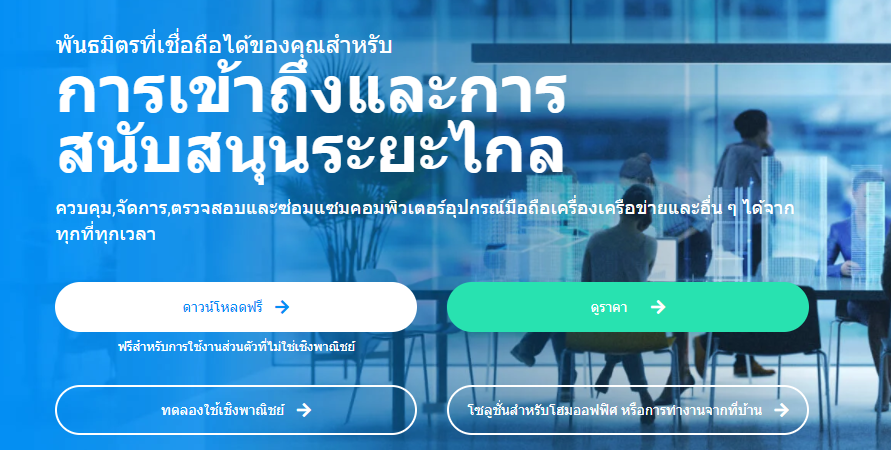 พันธมิตรที่เชื่อถือได้ของคุณสำหรับ
การเข้าถึงและการ
สนับสนุนระยะไกล
ควบคุม,จัดการ,ตรวจสอบและซ่อมแซมคอมพิวเตอร์อุปกรณ์มือถือเครื่องเครือข่ายและอื่น ๆ ได้จาก
ทุกที่ทุกเวลา
ดาวน์โหลดฟรี
ดูราคา
ฟรีสำหรับการใช้งานส่วนตัวที่ไม่ใช่เชิงพาณิชย์
ทดลองใช้เชิงพาณิชย์
โซลูชั่นสำหรับโฮมออฟฟิศ หรือการทำงานจากที่บ้าน